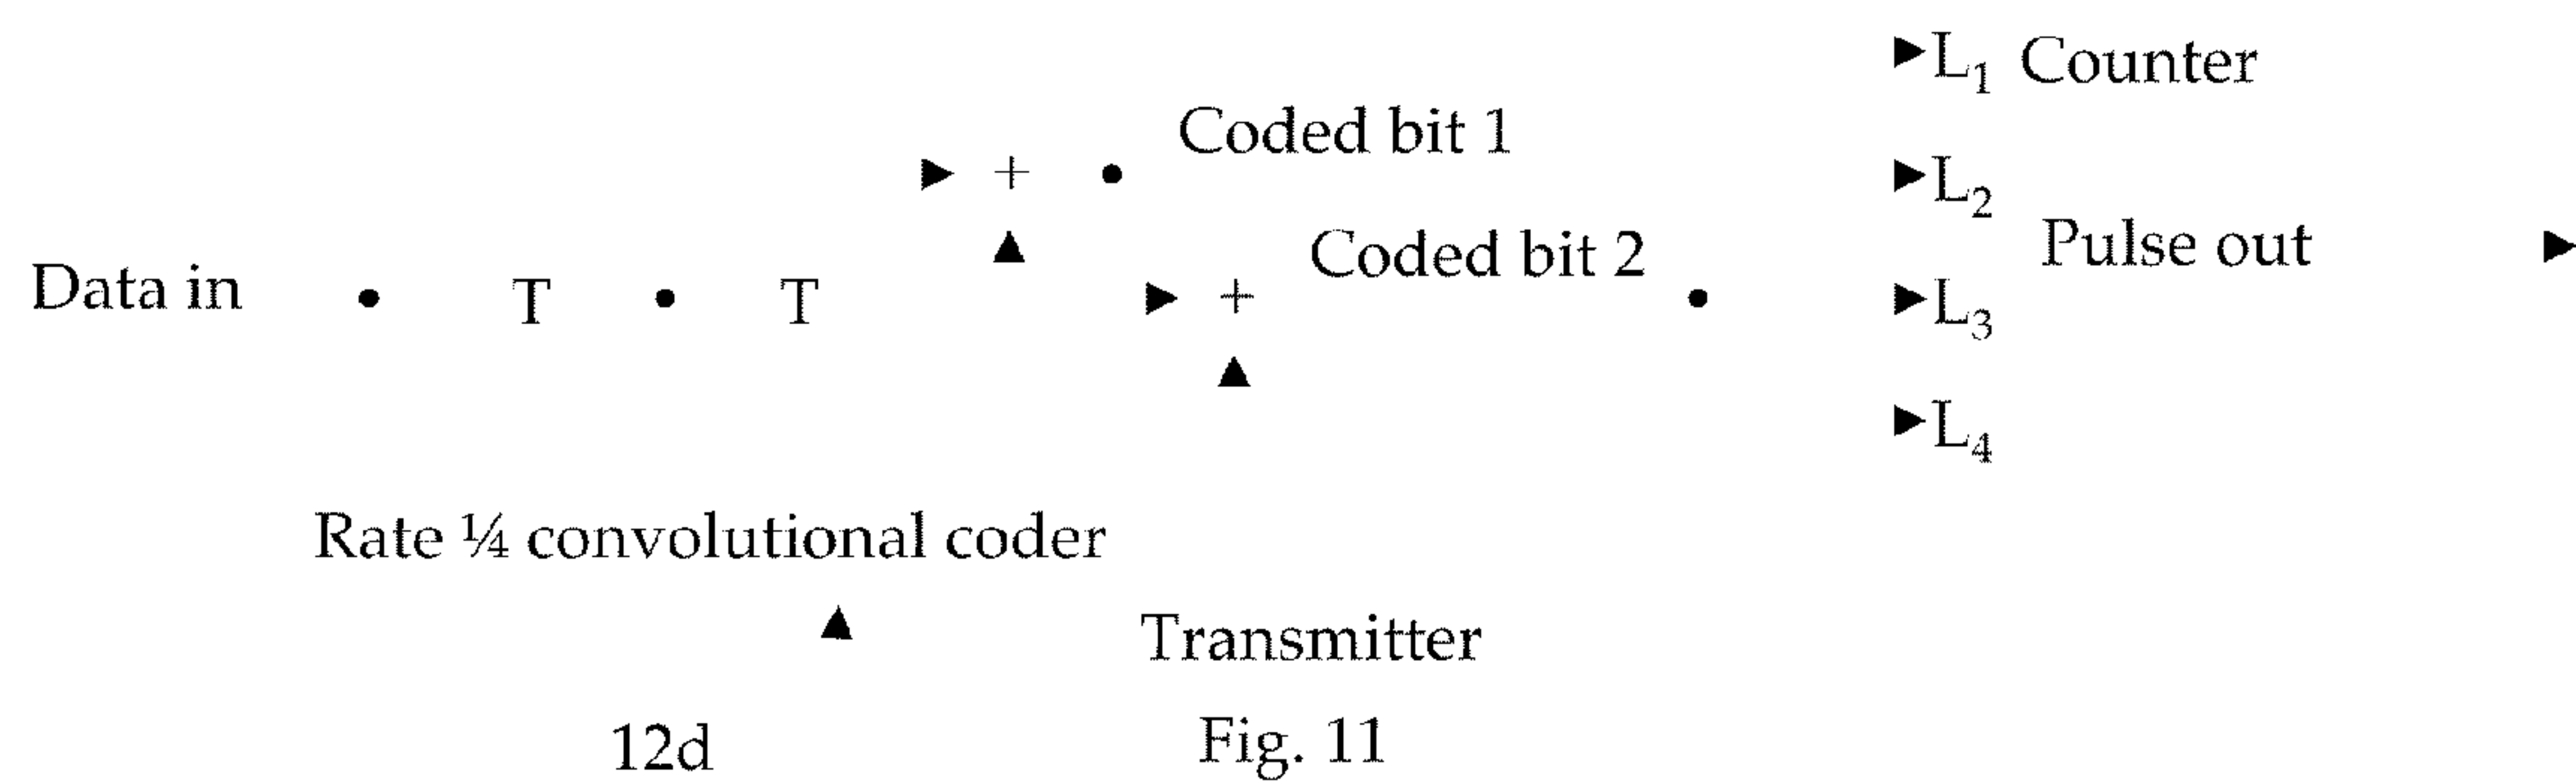 L₁ Counter
Coded bit 1
+
L₂
Coded bit 2
Pulse out
Data in
T
T
+
L₃
L₄
Rate ¼ convolutional coder
Transmitter
12d
Fig. 11